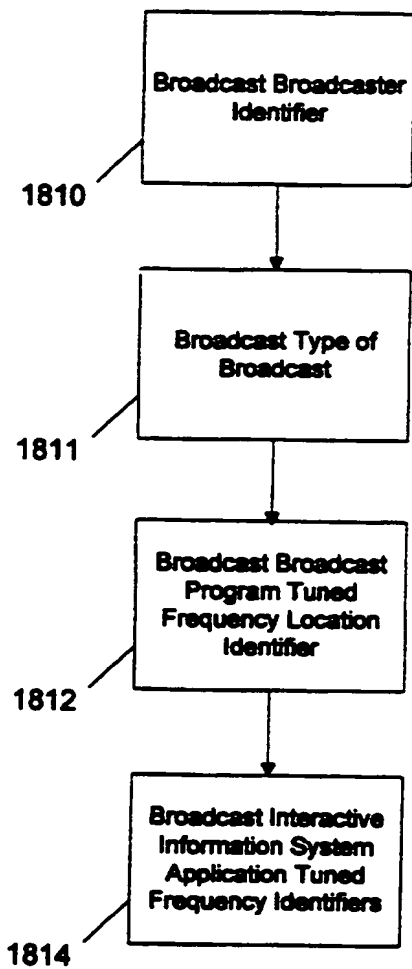 Broadcast Broadcaster
Identifier
1810
Broadcast Type of
Broadcast
1811
Broadcast Broadcast
Program Tuned
Frequency Location
Identifier
1812
Broadcast Interactive
Information System
Application Tuned
Frequency Identifiers
1814